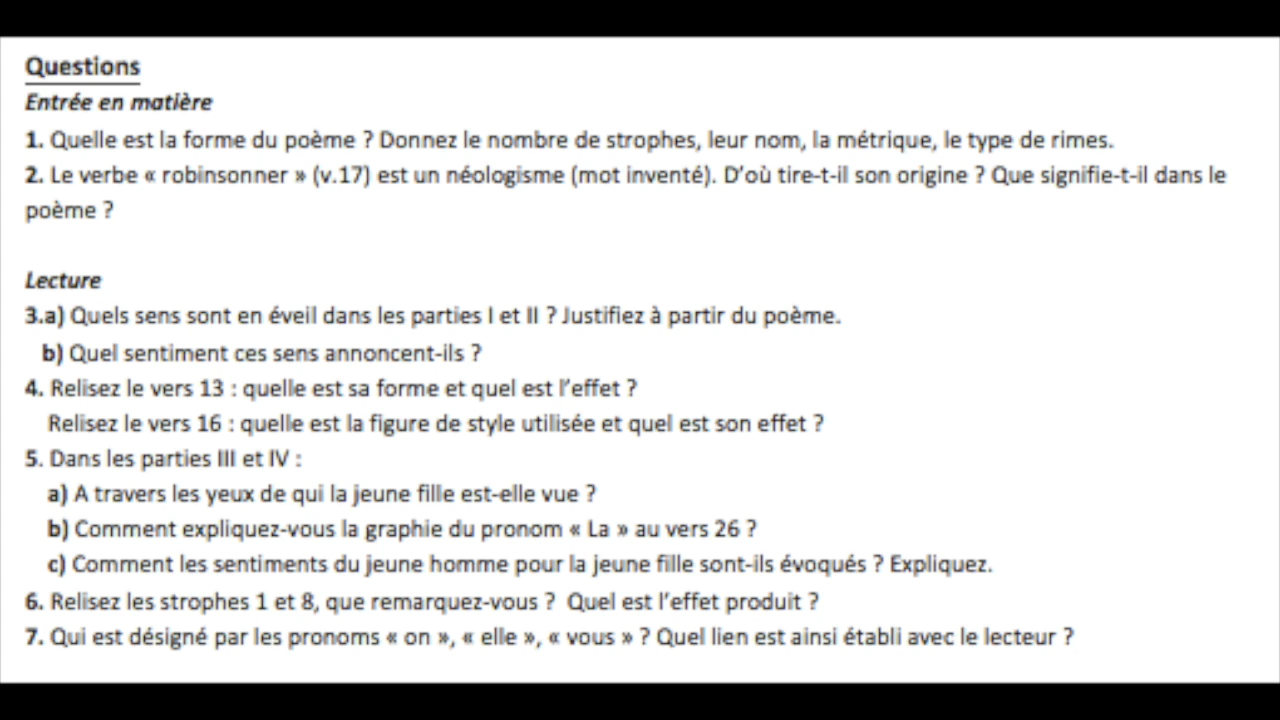 Questions
Entrée en matière
1. Quelle est la forme du poème ? Donnez le nombre de strophes, leur nom, la métrique, le type de rimes.
2. Le verbe « robinsonner » (v.17) est un néologisme (mot inventé). D’où tire-t-il son origine ? Que signifie-t-il dans le
poème ?
Lecture
3.a) Quels sens sont en éveil dans les parties I et II ? Justifiez à partir du poème.
b) Quel sentiment ces sens annoncent-ils ?
4. Relisez le vers 13 : quelle est sa forme et quel est l’effet ?
Relisez le vers 16 : quelle est la figure de style utilisée et quel est son effet ?
5. Dans les parties III et IV :
a) A travers les yeux de qui la jeune fille est-elle vue ?
b) Comment expliquez-vous la graphie du pronom « La » au vers 26 ?
c) Comment les sentiments du jeune homme pour la jeune fille sont-ils évoqués ? Expliquez.
6. Relisez les strophes 1 et 8, que remarquez-vous ? Quel est l’effet produit ?
7. Qui est désigné par les pronoms « on », « elle », « vous » ? Quel lien est ainsi établi avec le lecteur ?